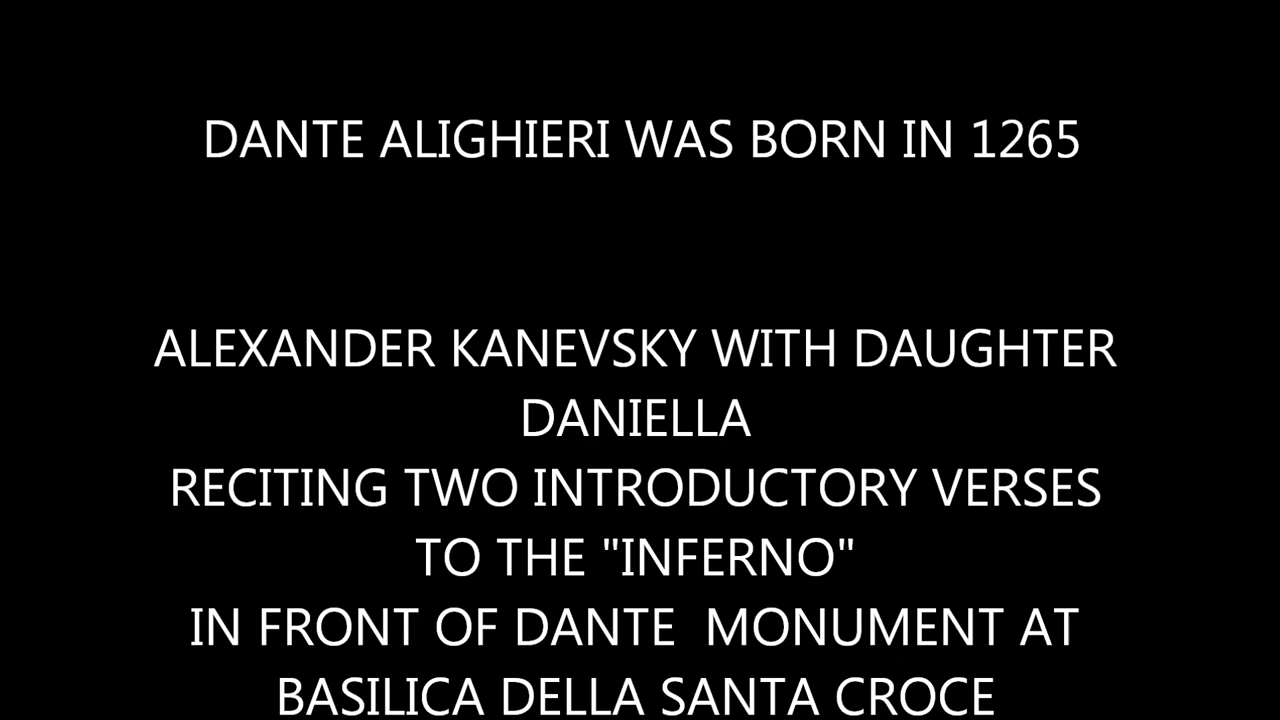 DANTE ALIGHIERI WAS BORN IN 1265
ALEXANDER KANEVSKY WITH DAUGHTER
DANIELLA
RECITING TWO INTRODUCTORY VERSES
TO THE "INFERNO"
IN FRONT OF DANTE  MONUMENT AT
BASILICA DELLA SANTA CROCE